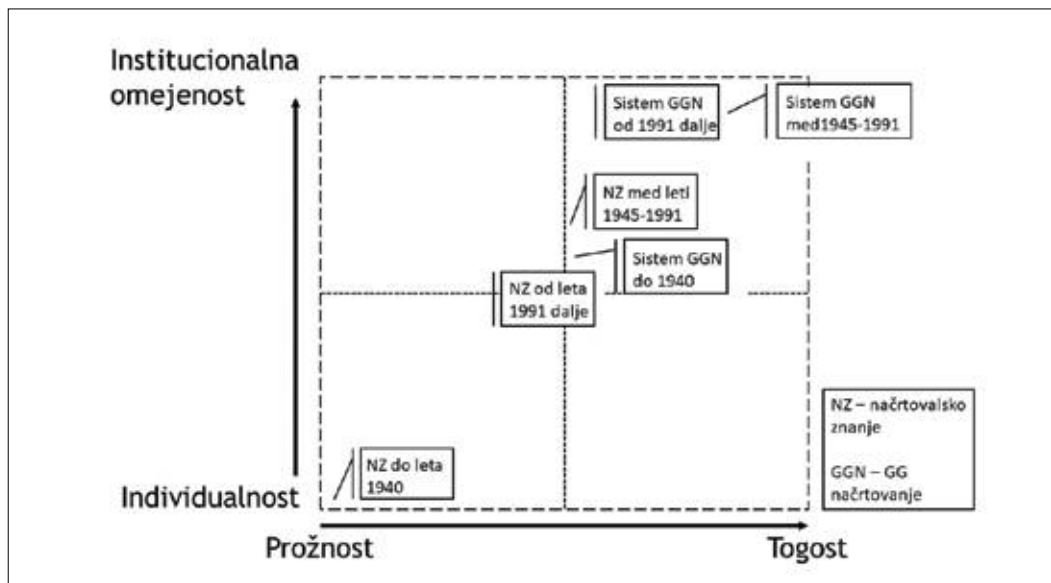 Institucionalna
omejenost
Sistem GGN
od 1991 dalje
Sistem GGN
med1945-1991
NZ med leti
1945-1991
Sistem GGN
do 1940
NZ od leta
1991 dalje
NZ do leta
1940
NZ – načrtovalsko
znanje
GGN – GG
načrtovanje
Individualnost
Prožnost
Togost